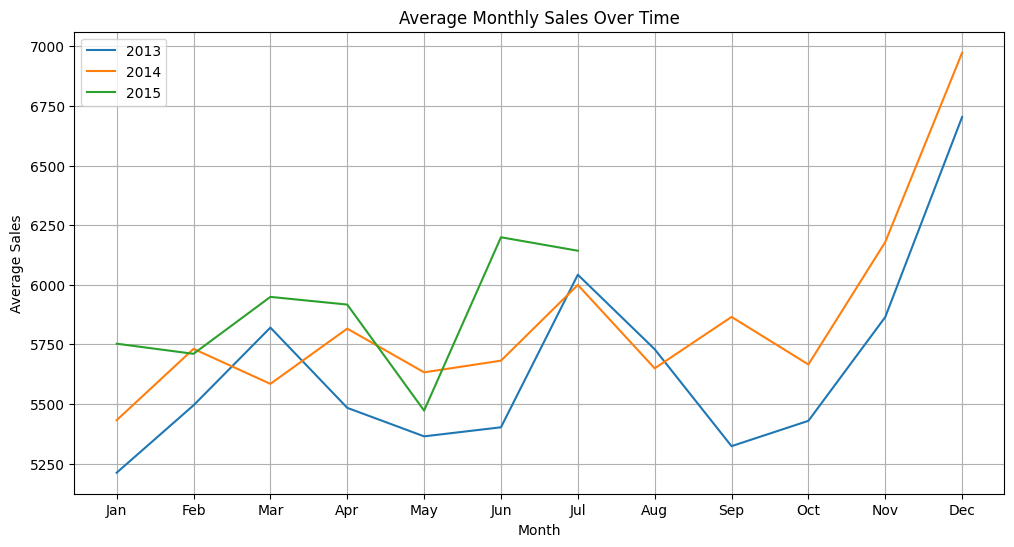 Average Monthly Sales Over Time
2013
2014
2015
7000
6750
6500
6250
6000
5750
5500
5250
Average Sales
Jan Feb Mar Apr May Jun Jul Aug Sep Oct Nov Dec
Month